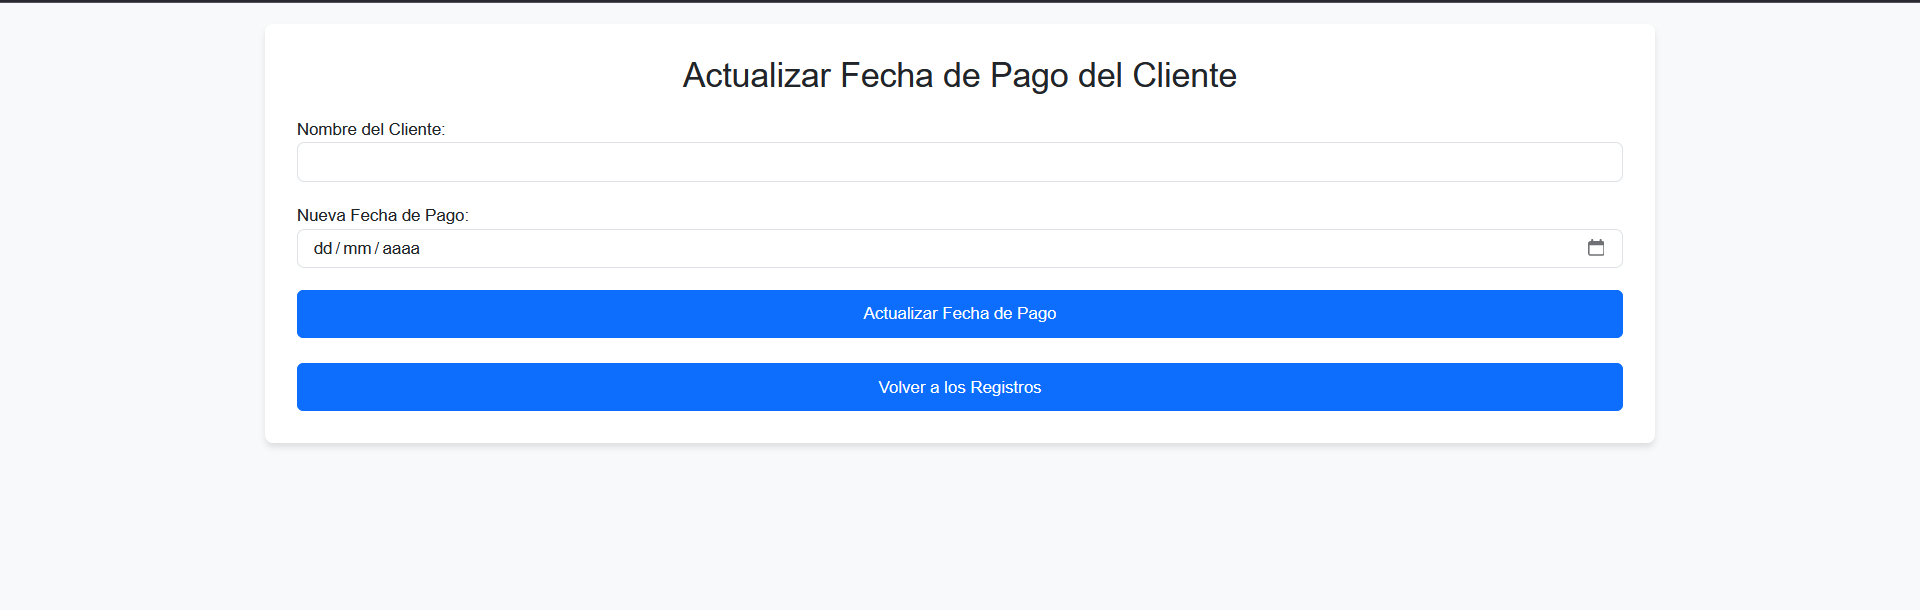 Actualizar Fecha de Pago del Cliente
Nombre del Cliente:
Nueva Fecha de Pago:
dd/mm/aaaa
Actualizar Fecha de Pago
Volver a los Registros